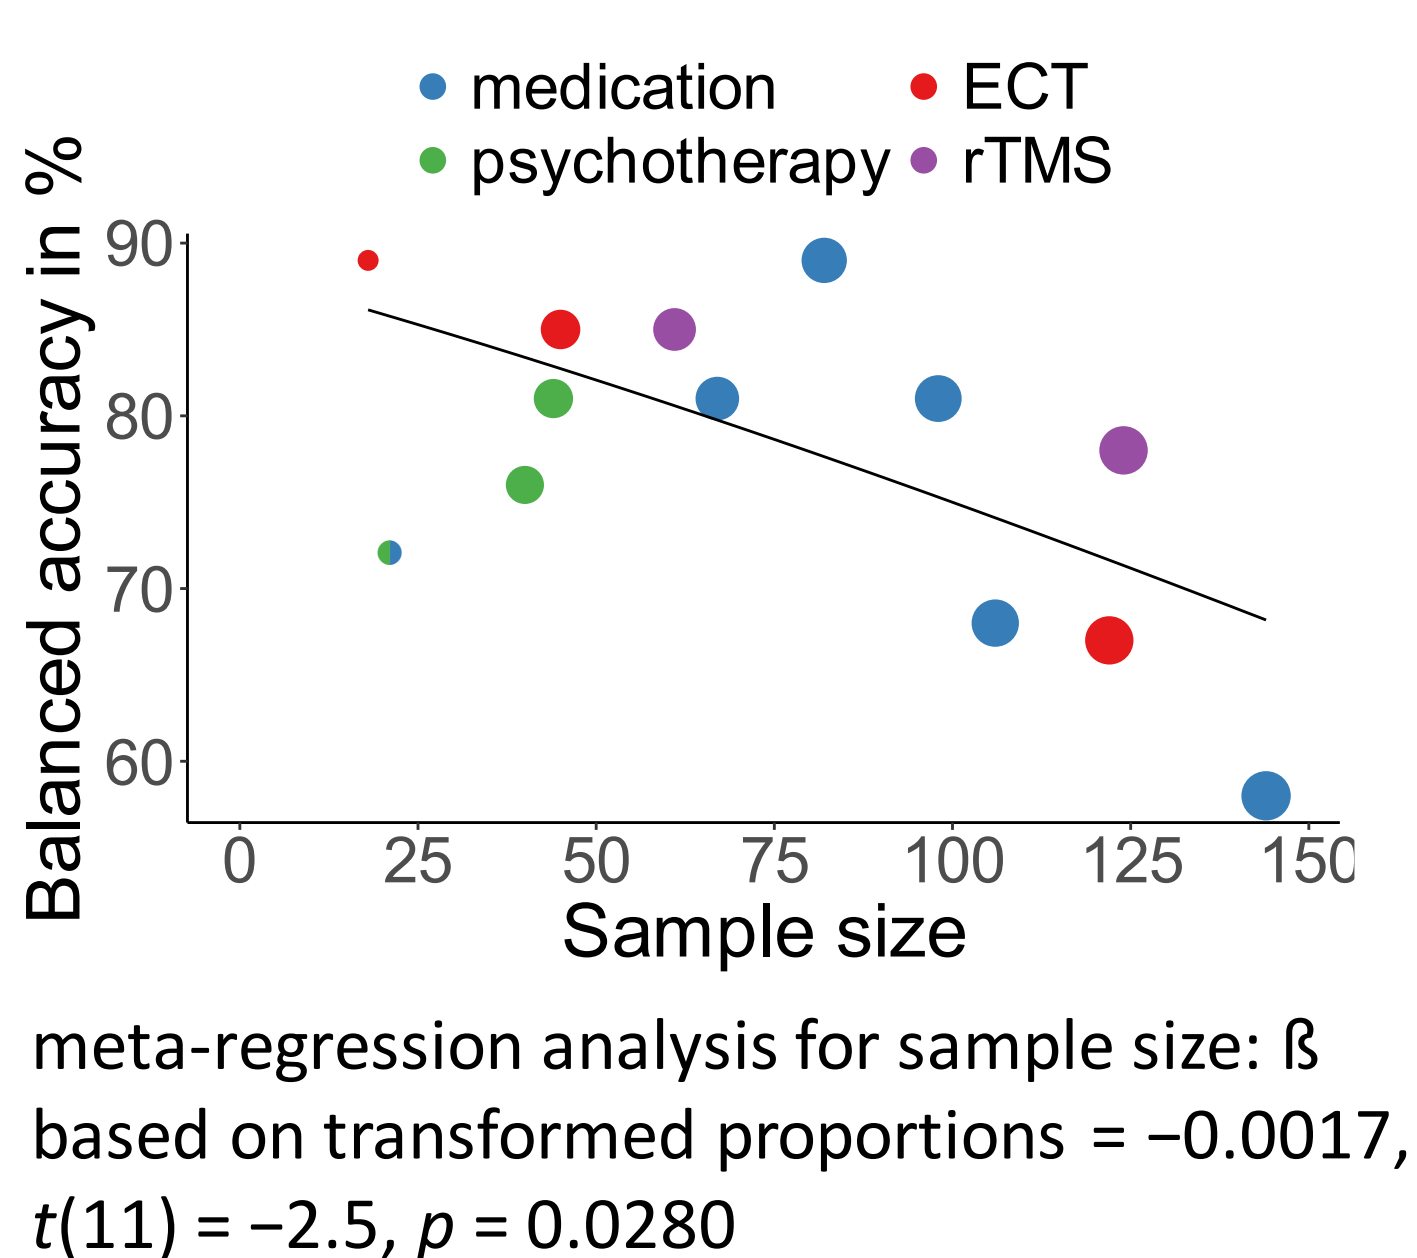 medication ECT
psychotherapy rTMS
Balanced accuracy in %
90
80
70
60
0 25 50 75 100 125 150
Sample size
meta-regression analysis for sample size: ß
based on transformed proportions = −0.0017,
t(11) = −2.5, p = 0.0280